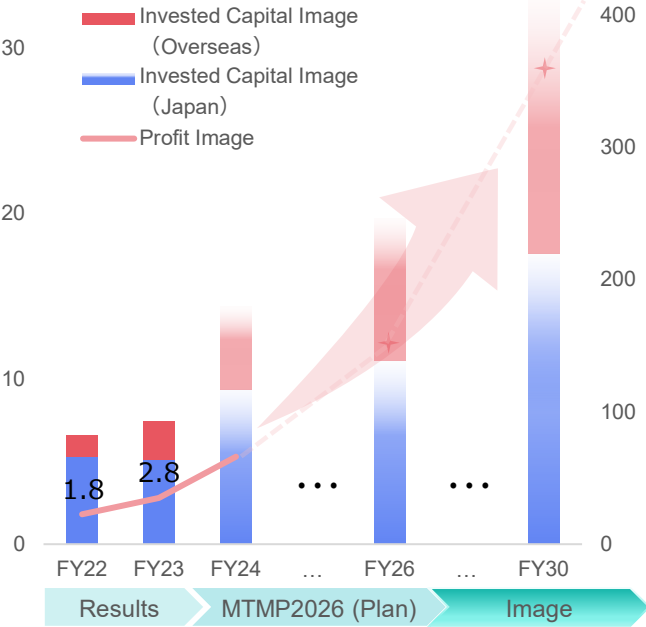 Invested Capital Image
（Overseas）
Invested Capital Image
（Japan）
Profit Image
30
20
10
0
400
300
200
100
0
1.8
2.8
...
...
FY22
FY23
FY24
...
FY26
...
FY30
Results
MTMP2026 (Plan)
Image